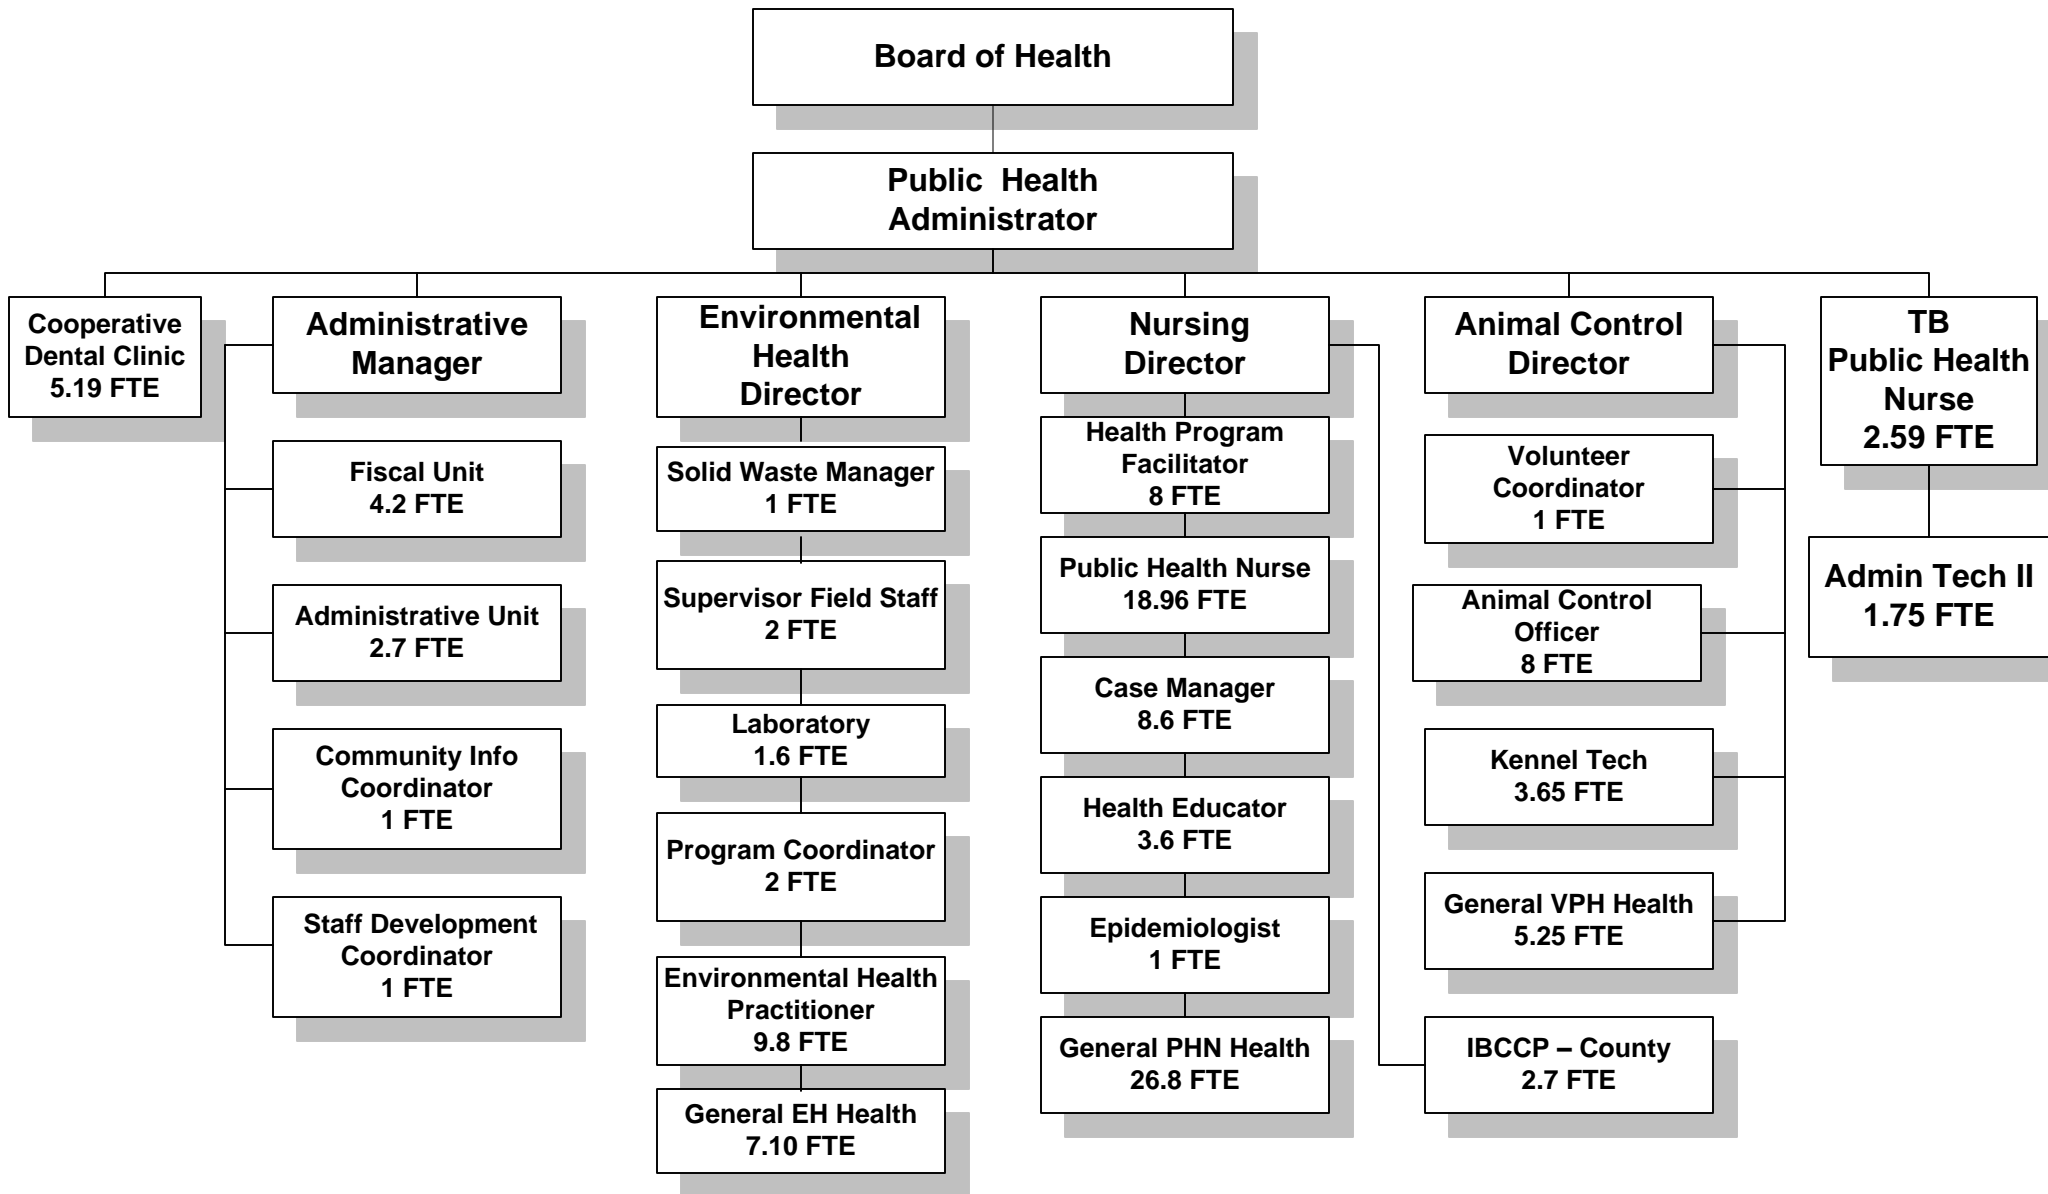 Board of Health
Public Health
Administrator
Cooperative
Dental Clinic
5.19 FTE
Administrative
Manager
Fiscal Unit
4.2 FTE
Administrative Unit
2.7 FTE
Community Info
Coordinator
1 FTE
Staff Development
Coordinator
1 FTE
Environmental
Health
Director
Solid Waste Manager
1 FTE
Supervisor Field Staff
2 FTE
Laboratory
1.6 FTE
Program Coordinator
2 FTE
Environmental Health
Practitioner
9.8 FTE
General EH Health
7.10 FTE
Nursing
Director
Health Program
Facilitator
8 FTE
Public Health Nurse
18.96 FTE
Case Manager
8.6 FTE
Health Educator
3.6 FTE
Epidemiologist
1 FTE
General PHN Health
26.8 FTE
Animal Control
Director
Volunteer
Coordinator
1 FTE
Animal Control
Officer
8 FTE
Kennel Tech
3.65 FTE
General VPH Health
5.25 FTE
IBCCP – County
2.7 FTE
TB
Public Health
Nurse
2.59 FTE
Admin Tech II
1.75 FTE